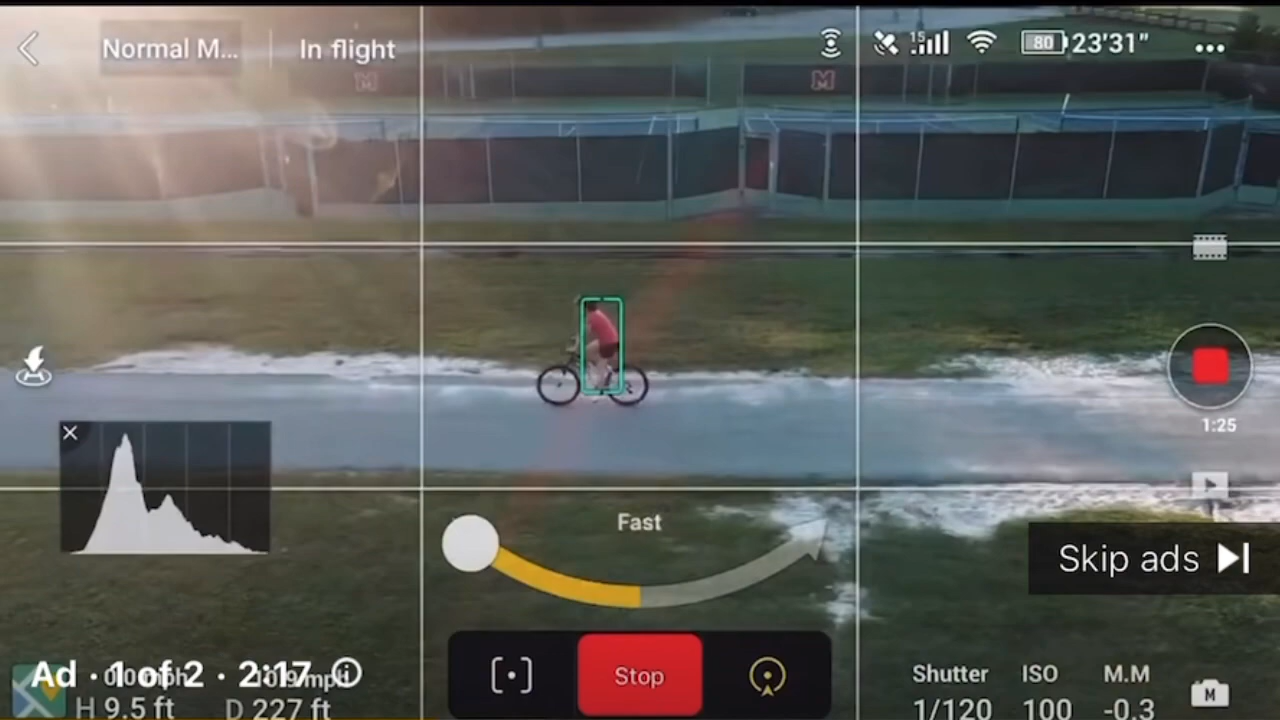 Normal M... In flight 15 80 23'31"
M M
1:25
Fast
Skip ads
Stop
Ad · 1 of 2 · 2:17
Shutter ISO M.M
H 9.5 ft D 227 ft 1/120 100 -0.3 M